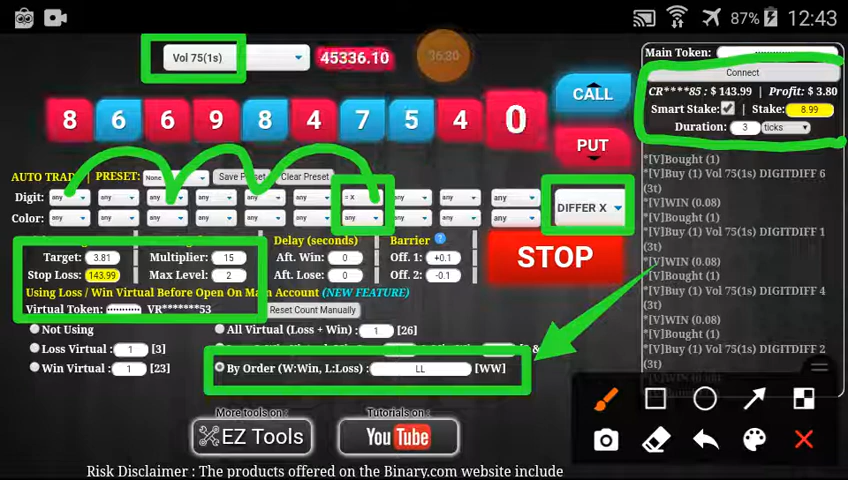 87% 12:43
Vol 75(1s)
45336.10
36:20
Main Token:
Connect
CR****85 : $ 143.99 | Profit: $ 3.80
Smart Stake: | Stake: 8.99
Duration: 3 ticks
8 6 6 9 8 4 7 5 4 0
CALL
PUT
AUTO TRADE | PRESET: None Save Preset Clear Preset
Digit: any any any any any any = X any any any
Color: any any any any any any any any any any
DIFFER X
STOP
Delay (seconds) Barrier ?
Target: 3.81 Multiplier: 15 Aft. Win: 0 Off. 1: +0.1
Stop Loss: 143.99 Max Level: 2 Aft. Loss: 0 Off. 2: -0.1
Using Loss / Win Virtual Before Open On Main Account (NEW FEATURE)
Virtual Token: VR*******53 Reset Count Manually
Not Using All Virtual (Loss + Win) : 1 [26]
Loss Virtual : 1 [3]
Win Virtual : 1 [23] By Order (W:Win, L:Loss) : LL [WW]
*[V]Bought (1)
*[V]Buy (1) Vol 75(1s) DIGITDIFF 6
(3t)
*[V]WIN (0.08)
*[V]Bought (1)
*[V]Buy (1) Vol 75(1s) DIGITDIFF 1
(3t)
*[V]WIN (0.08)
*[V]Bought (1)
*[V]Buy (1) Vol 75(1s) DIGITDIFF 4
(3t)
*[V]WIN (0.08)
*[V]Bought (1)
*[V]Buy (1) Vol 75(1s) DIGITDIFF 2
(3t)
More tools on :
EZ Tools
Tutorials on :
YouTube
Risk Disclaimer : The products offered on the Binary.com website include